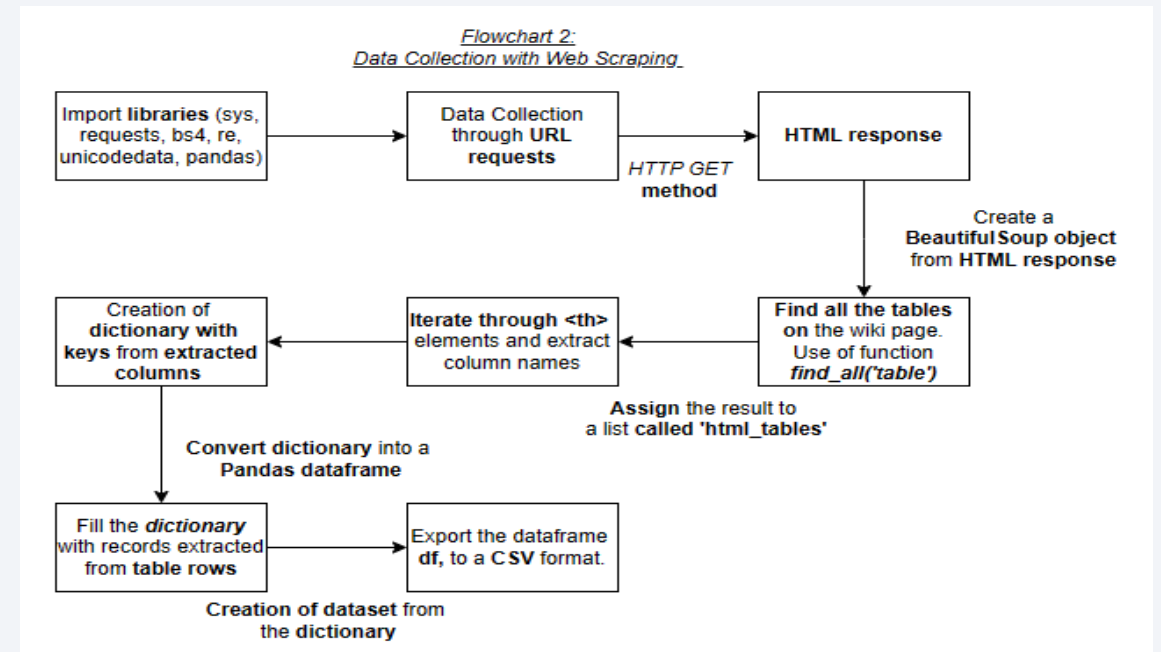 Flowchart 2:
Data Collection with Web Scraping
Import libraries (sys,
requests, bs4, re,
unicodedata, pandas)
Data Collection
through URL
requests
HTTP GET
method
HTML response
Create a
BeautifulSoup object
from HTML response
Find all the tables
on the wiki page.
Use of function
find_all('table')
Assign the result to
a list called 'html_tables'
Iterate through <th>
elements and extract
column names
Creation of
dictionary with
keys from extracted
columns
Convert dictionary into a
Pandas dataframe
Fill the dictionary
with records extracted
from table rows
Creation of dataset from
the dictionary
Export the dataframe
df, to a CSV format.